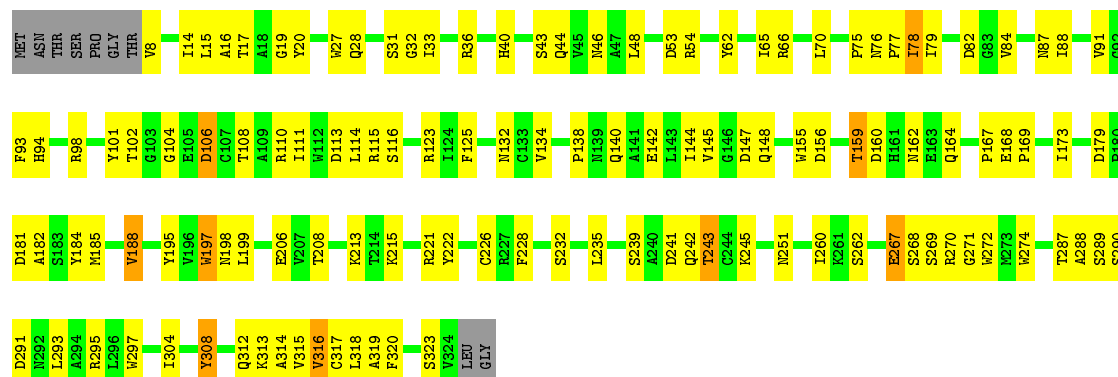 MET ASN THR SER PRO GLY THR V8 I14 L15 A16 T17 A18 G19 Y20 W27 Q28 S31 G32 I33 R36 H40 S43 Q44 V45 N46 A47 L48 D53 R54 Y62 I65 R66 L70 P75 N76 P77 I78 I79 D82 G83 V84 N87 I88 V91
F93 H94 R98 Y101 T102 G103 G104 E105 D106 C107 T108 A109 R110 I111 W112 D113 L114 R115 S116 R123 I124 F125 N132 C133 V134 P138 N139 Q140 A141 E142 L143 I144 V145 G146 D147 Q148 W155 D156 T159 D160 H161 N162 E163 Q164 P167 E168 P169 I173 D179
D181 A182 S183 Y184 M185 V188 Y195 V196 W197 N198 L199 E206 V207 T208 K213 T214 K215 R221 Y222 C226 R227 F228 S232 L235 S239 A240 D241 Q242 T243 C244 K245 N251 I260 K261 S262 E267 S268 S269 R270 G271 W272 M273 W274 T287 A288 S289
D291 N292 L293 A294 R295 L296 W297 I304 Y308 Q312 K313 A314 V315 V316 C317 L318 A319 F320 S323 V324 LEU GLY